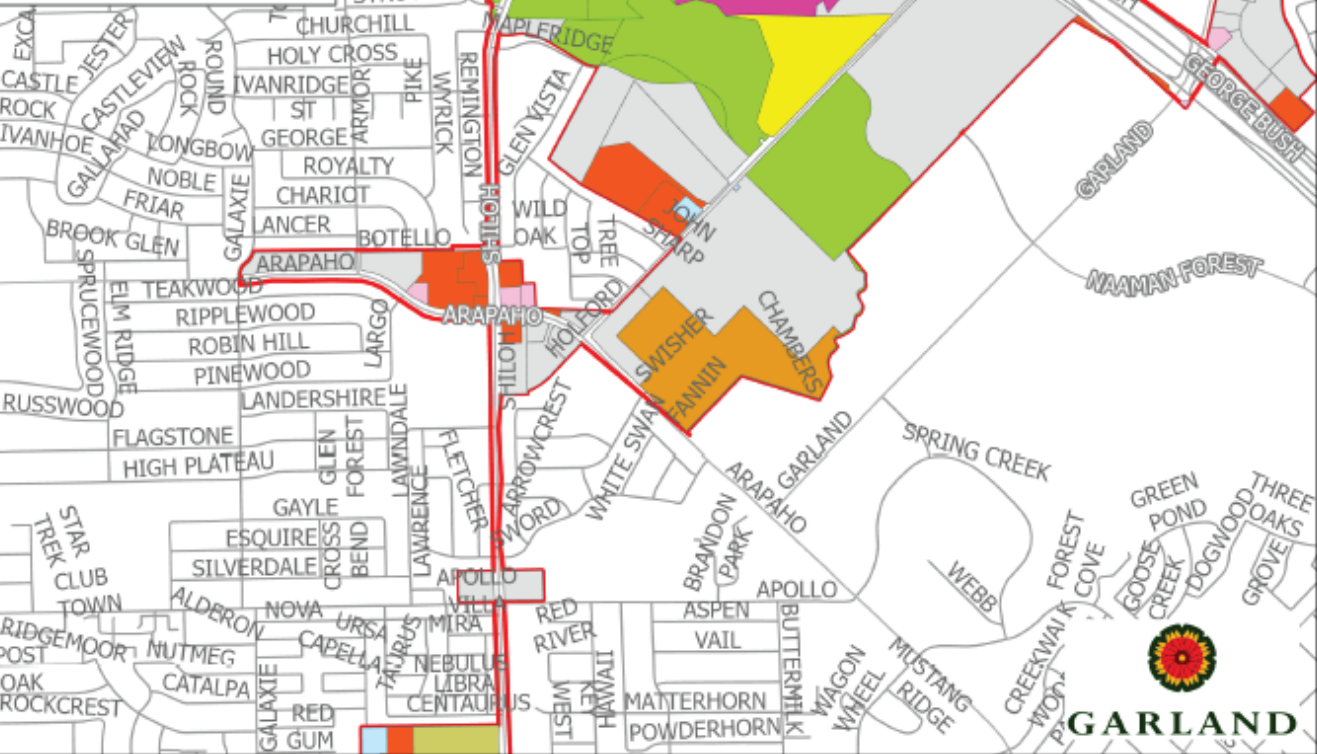 CHURCHILL
MAPLERIDGE
JESTER
HOLY CROSS
CASTLEVIEW
ROUND
ROCK
CASTLE
ROCK
IVANRIDGE
ARMOR
PIKE
WYRICK
REMINGTON
GLEN VISTA
ST
GEORGE
GEORGE BUSH
IVANHOE
GALLAHAD
LONGBOW
ROYALTY
GARLAND
NOBLE
FRIAR
GALAXIE
CHARIOT
LANCER
SHILOH
WILD
OAK
TREE
TOP
JOHN
SHARP
BROOK GLEN
BOTELLO
ARAPAHO
SPRUCEWOOD
ELM RIDGE
TEAKWOOD
NAAMAN FOREST
RIPPLEWOOD
LARGO
ARAPAHO
HOLFORD
SWISHER
CHAMBERS
ROBIN HILL
SHILOH
PINEWOOD
FANNIN
RUSSWOOD
LANDERSHIRE
LAWNDALE
ARROWCREST
WHITE SWAN
GARLAND
FLAGSTONE
GLEN
FOREST
FLETCHER
SPRING CREEK
HIGH PLATEAU
LAWRENCE
ARAPAHO
GREEN
POND
THREE
OAKS
DOGWOOD
GAYLE
SWORD
BRANDON
PARK
STAR
TREK
ESQUIRE
CROSS
BEND
SILVERDALE
FOREST
COVE
GOOSE
CREEK
GROVE
CLUB
APOLLO
APOLLO
WEBB
TOWN
ALDERON
NOVA
VILLA
MIRA
RED
RIVER
ASPEN
VAIL
BUTTERMILK
URSA
CAPELLA
TAURUS
RIDGEMOOR
NUTMEG
POST
OAK
CATALPA
GALAXIE
NEBULUS
LIBRA
CENTAURUS
KEY
WEST
HAWII
MATTERHORN
POWDERHORN
WAGON
WHEEL
MUSTANG
RIDGE
CREEKWALK
ROCKCREST
RED
GUM
GARLAND